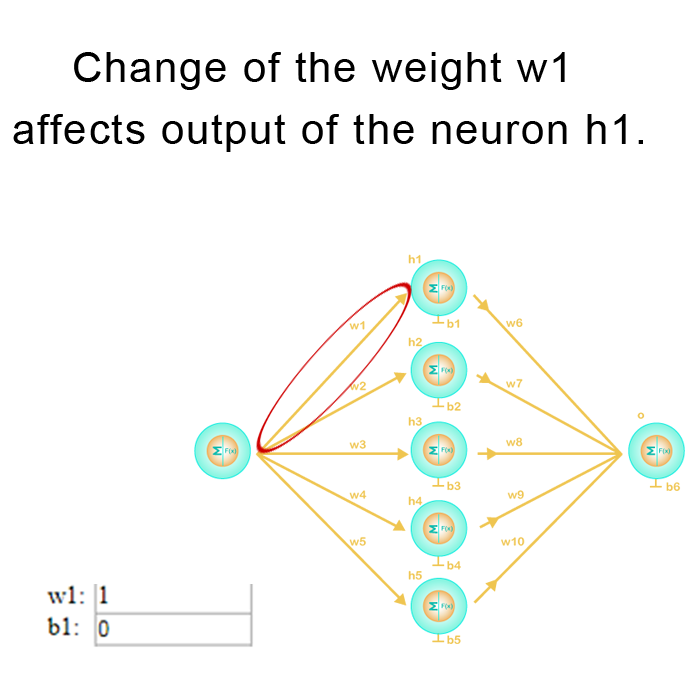 Change of the weight w1
affects output of the neuron h1.
h1
Σ F(x)
b1
w1
w6
h2
Σ F(x)
b2
w2
w7
o
h3
Σ F(x)
Σ F(x)
Σ F(x)
w3
w8
b3
b6
w4
w9
h4
Σ F(x)
b4
w5
w10
h5
Σ F(x)
b5
w1: 1
b1: 0